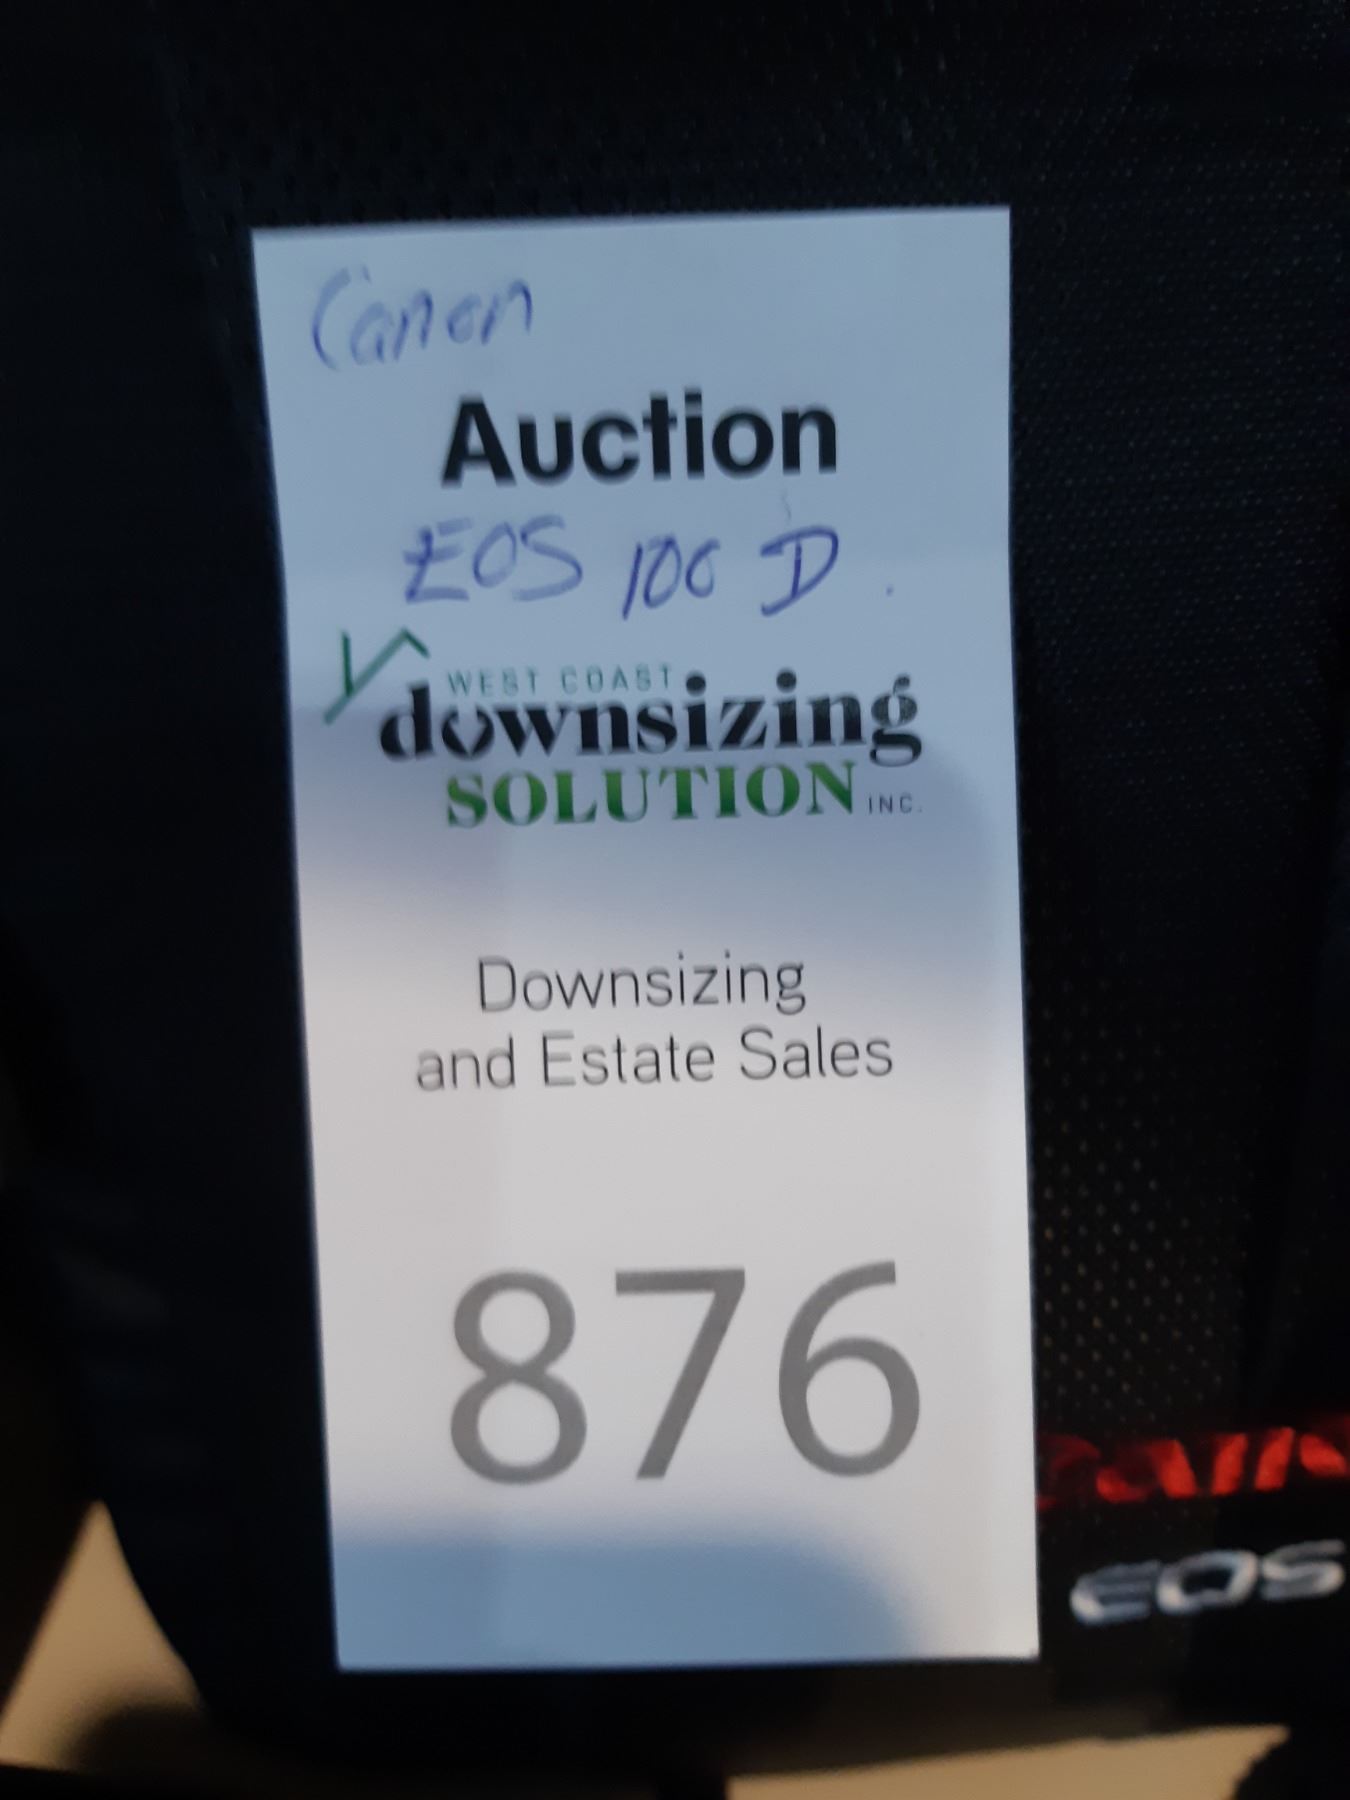 Canon
Auction
EOS 100 D.
WEST COAST
downsizing
SOLUTION INC.
Downsizing
and Estate Sales
876
EOS